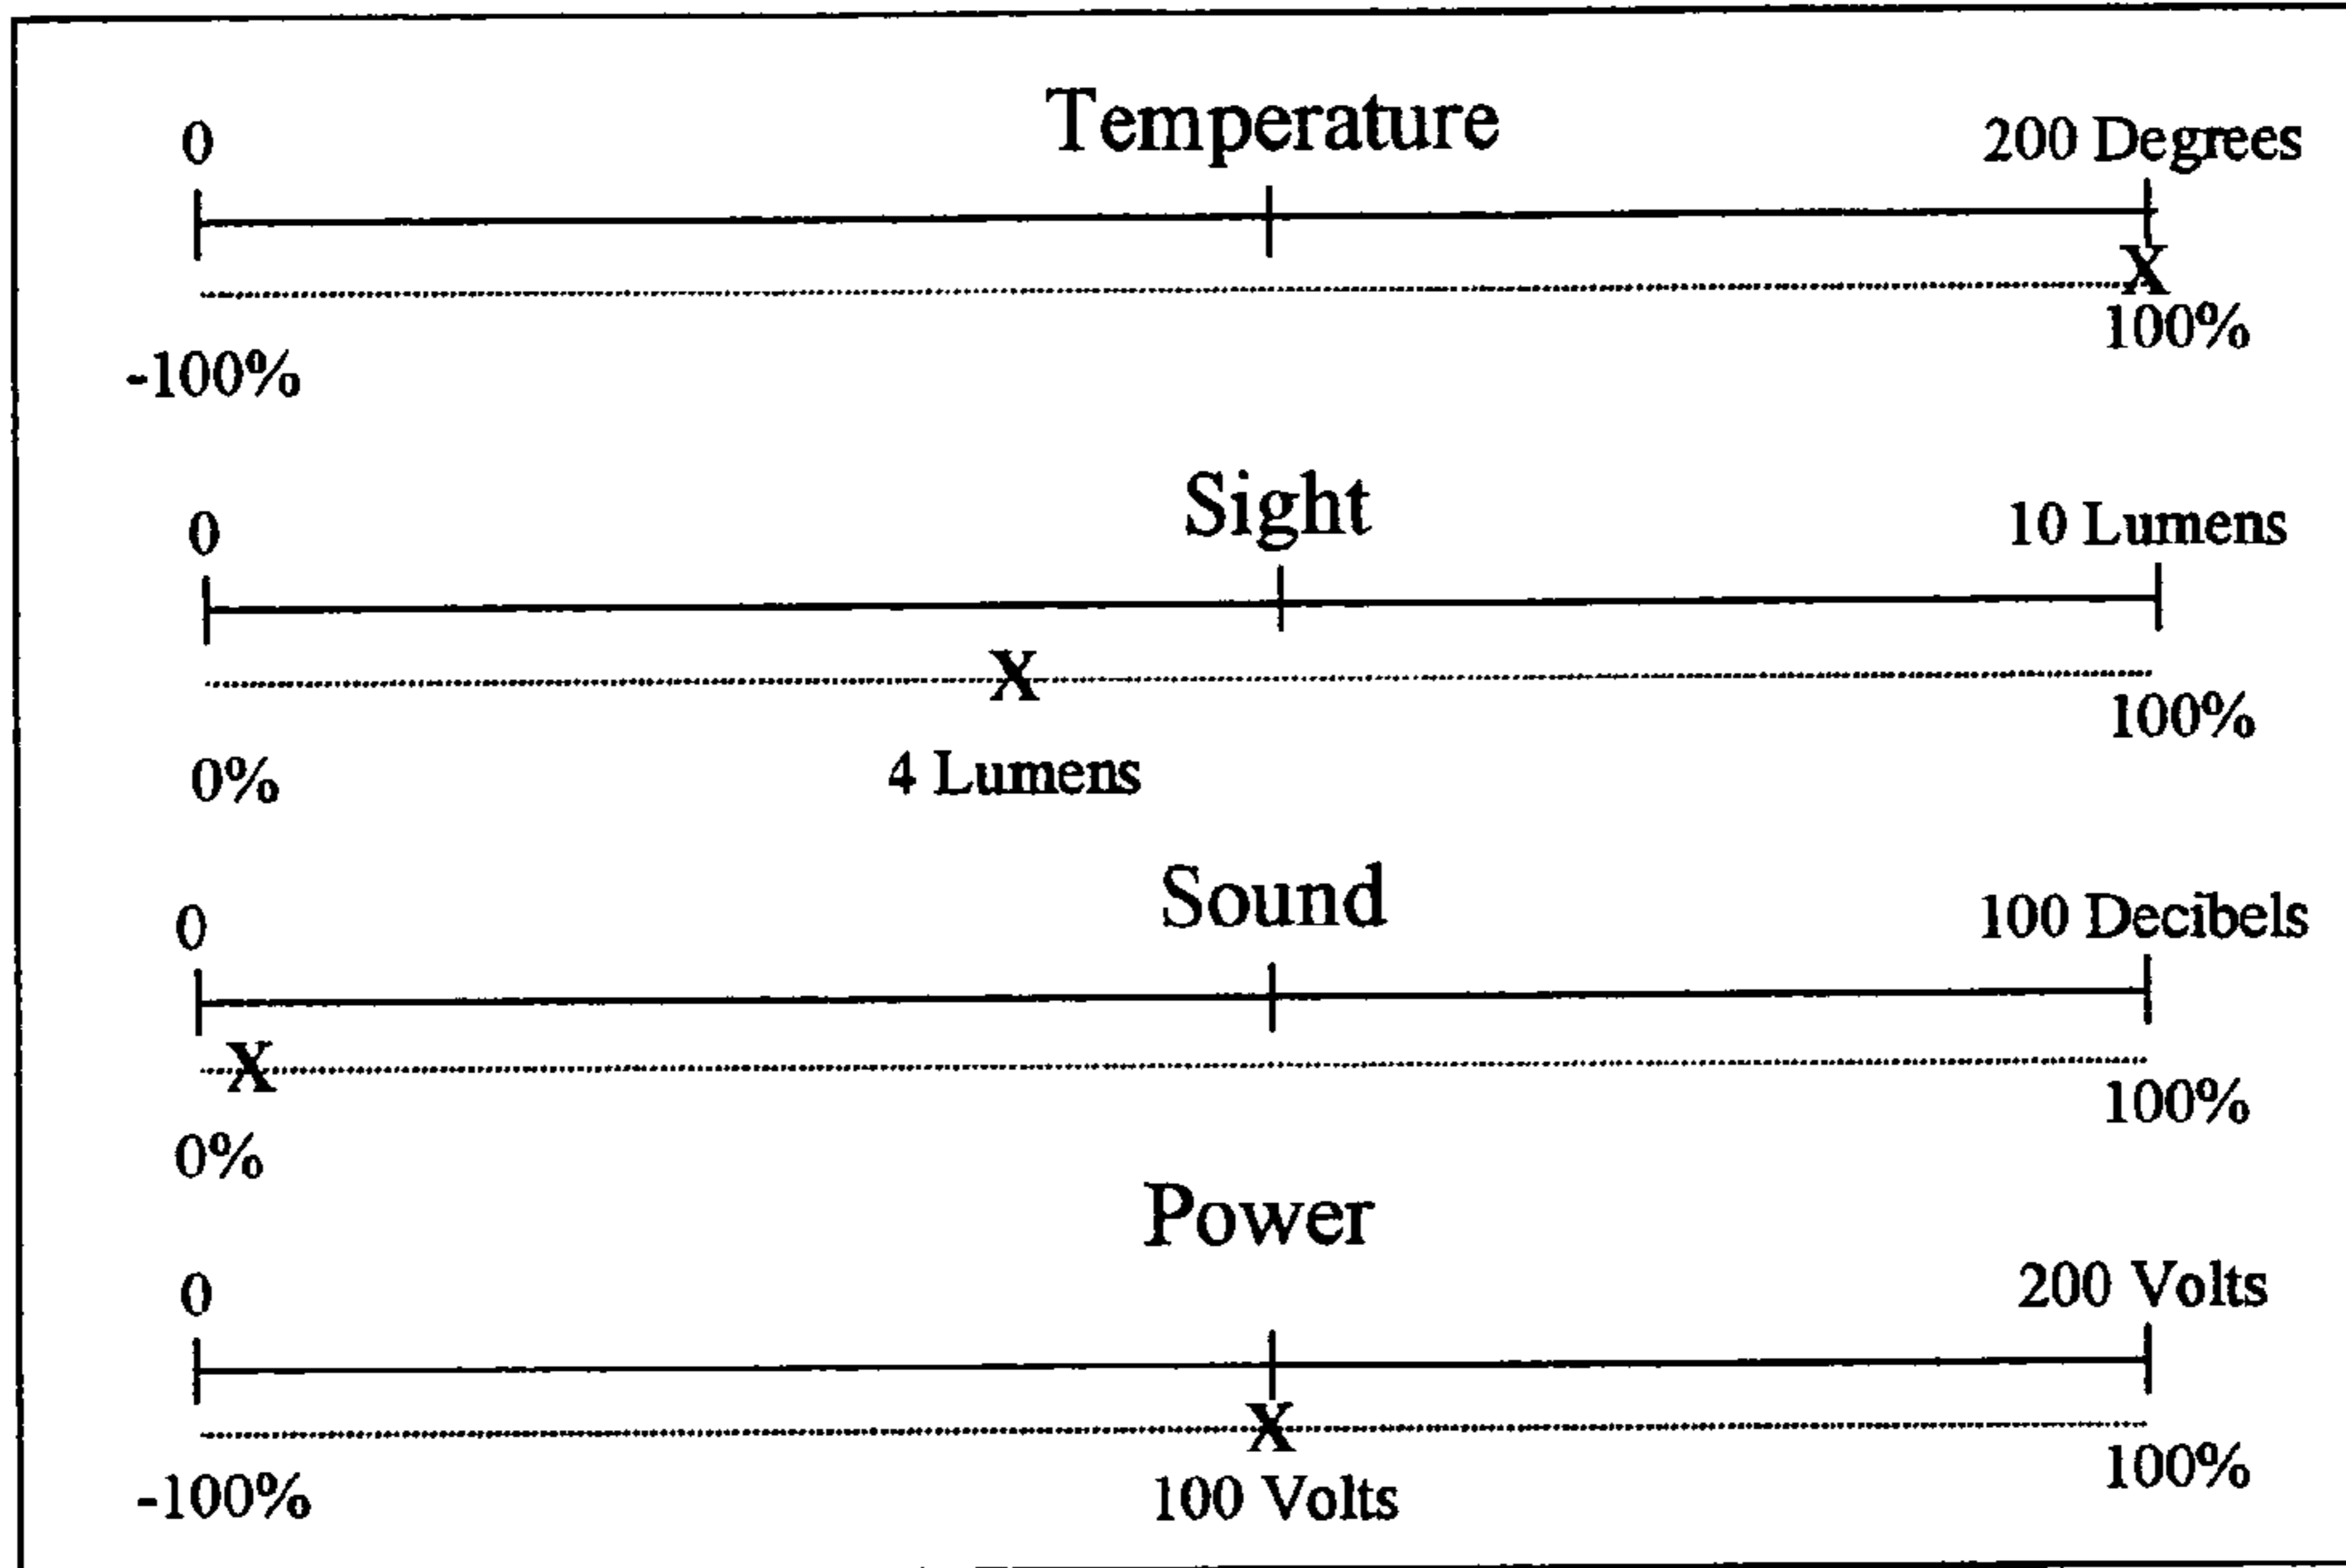 Temperature
0
200 Degrees
X
100%
-100%
Sight
0
10 Lumens
X
100%
0%
4 Lumens
Sound
0
100 Decibels
X
100%
0%
Power
0
200 Volts
X
100%
-100%
100 Volts